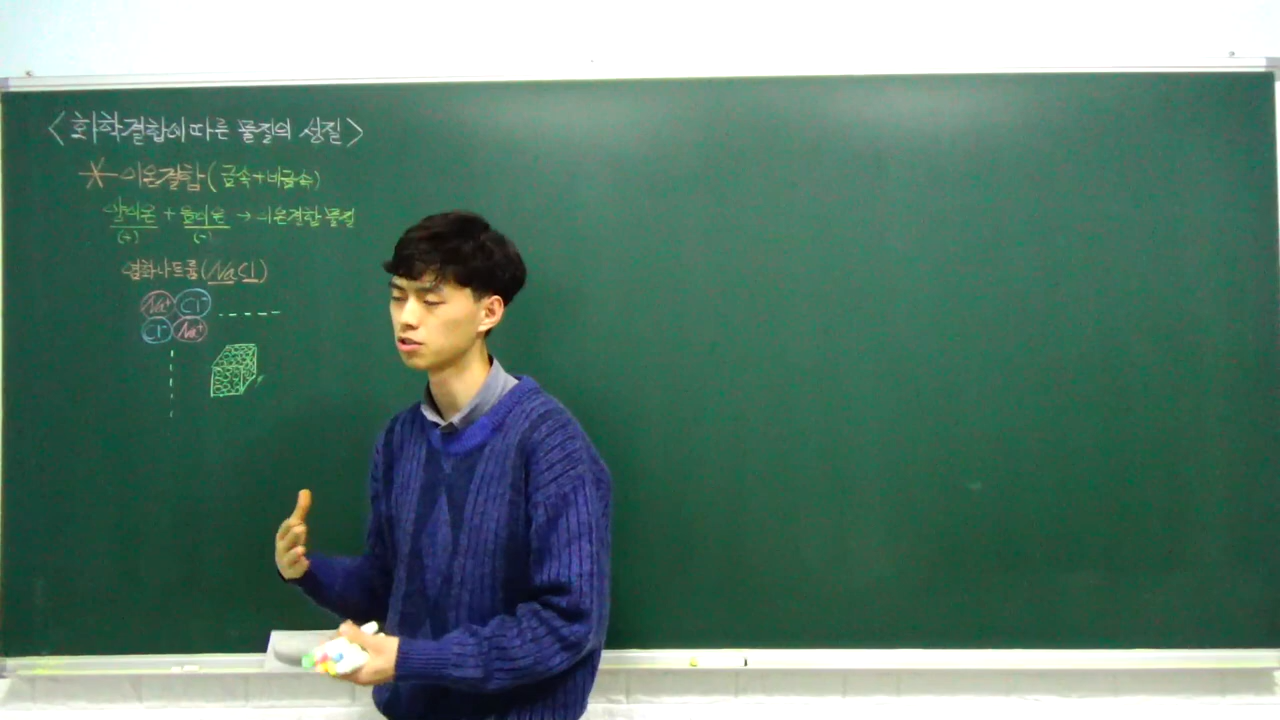 <화학결합에 따른 물질의 성질>
* 이온결합 (금속+비금속)
양이온 + 음이온 → 이온결합 물질
(+) (-)
염화나트륨 (NaCl)
Na⁺ Cl⁻
Cl⁻ Na⁺